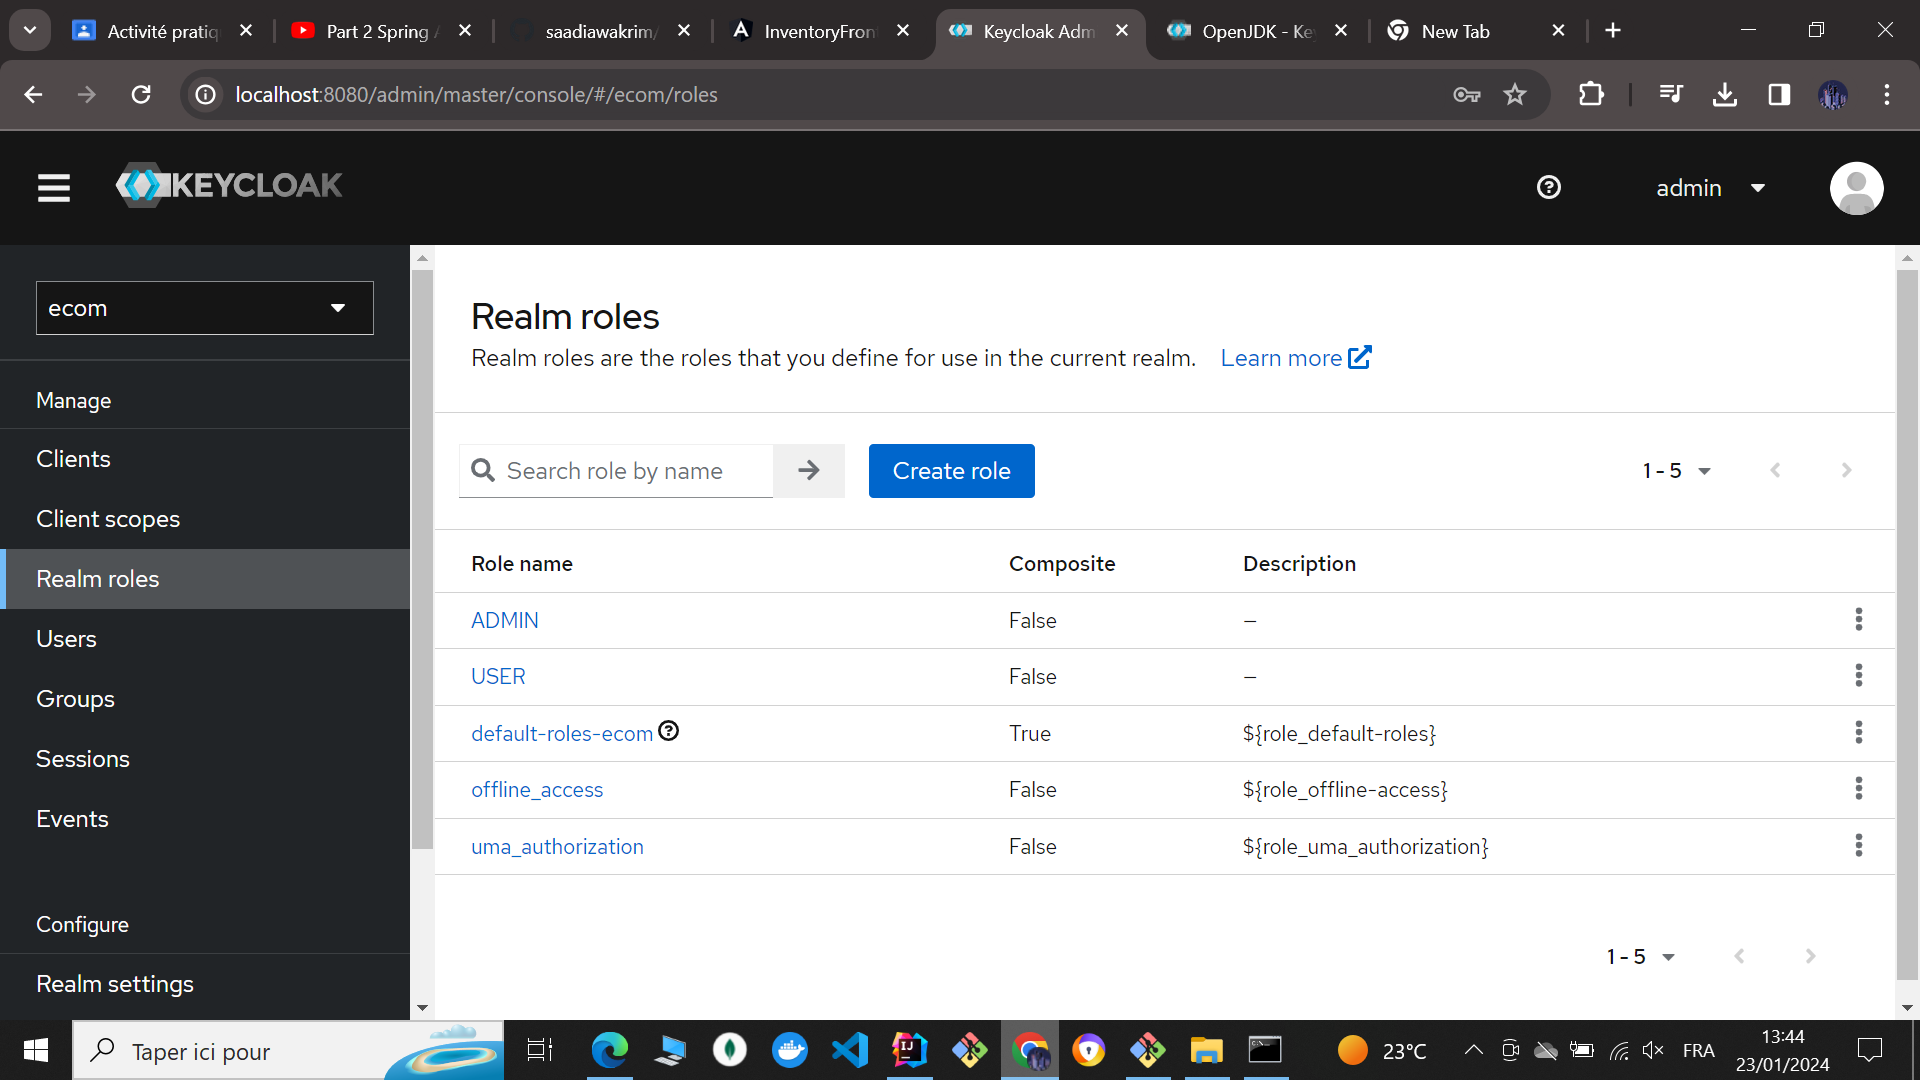 Activité pratiq
Part 2 Spring A
saadiawakrim/
InventoryFron
Keycloak Adm
OpenJDK - Key
New Tab
localhost:8080/admin/master/console/#/ecom/roles
KEYCLOAK
admin
ecom
Manage
Clients
Client scopes
Realm roles
Users
Groups
Sessions
Events
Configure
Realm settings
Realm roles
Realm roles are the roles that you define for use in the current realm. Learn more
Search role by name
Create role
1 - 5
Role name Composite Description
ADMIN False —
USER False —
default-roles-ecom True ${role_default-roles}
offline_access False ${role_offline-access}
uma_authorization False ${role_uma_authorization}
1 - 5
Taper ici pour
23°C
FRA
13:44
23/01/2024